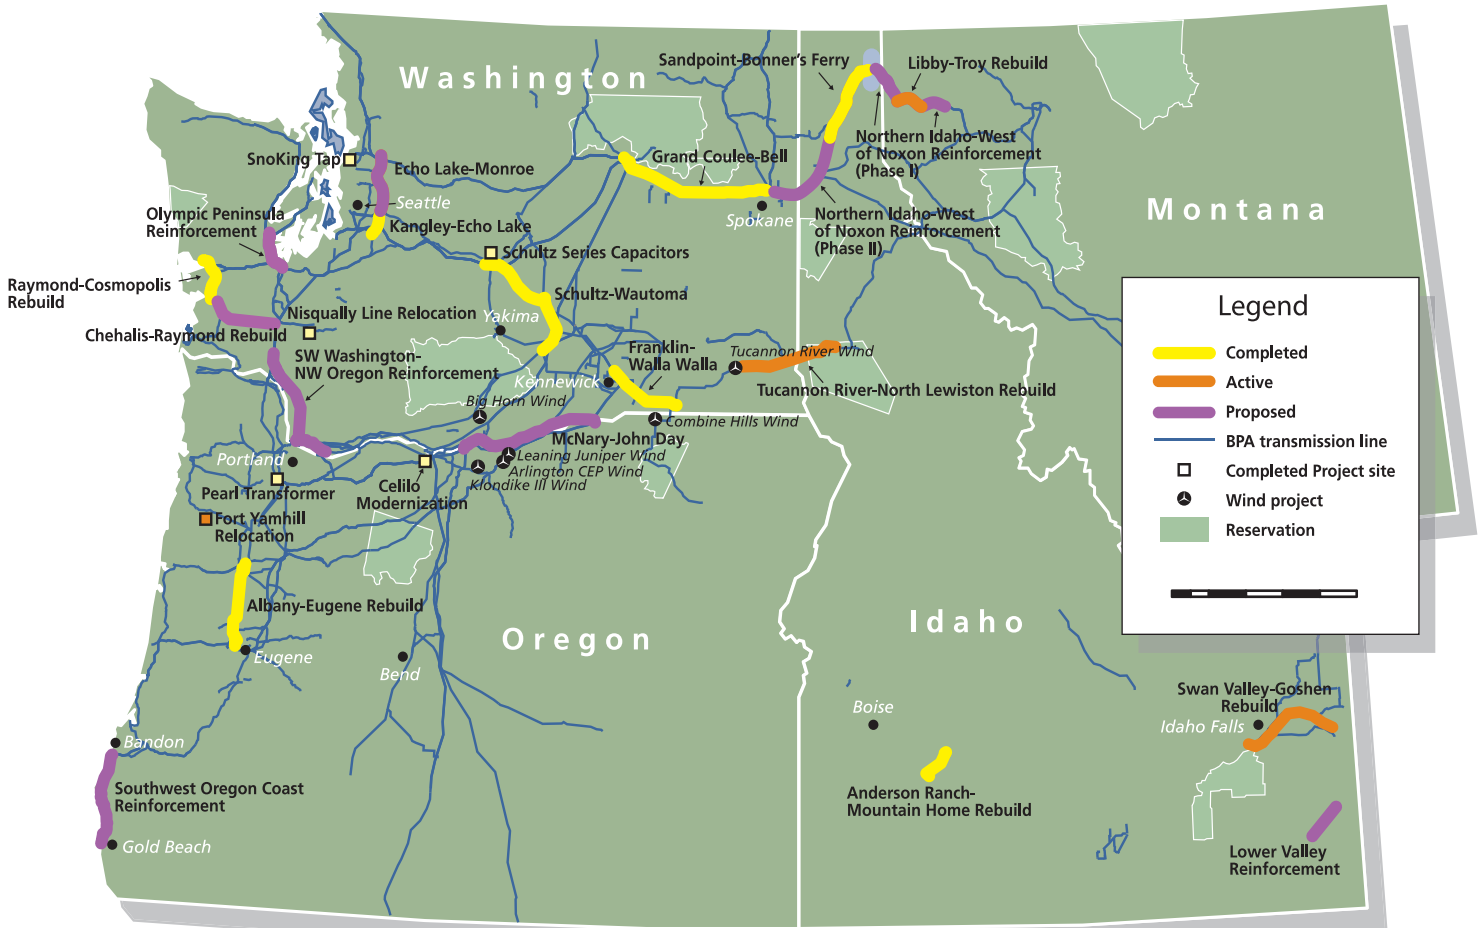 Washington
Sandpoint-Bonner's Ferry
Libby-Troy Rebuild
SnoKing Tap
Echo Lake-Monroe
Grand Coulee-Bell
Northern Idaho-West
of Noxon Reinforcement
(Phase I)
Seattle
Olympic Peninsula
Reinforcement
Kangley-Echo Lake
Spokane
Northern Idaho-West
of Noxon Reinforcement
(Phase II)
Montana
Schultz Series Capacitors
Raymond-Cosmopolis
Rebuild
Schultz-Wautoma
Nisqually Line Relocation
Yakima
Chehalis-Raymond Rebuild
SW Washington-
NW Oregon Reinforcement
Franklin-
Walla Walla
Tucannon River Wind
Kennewick
Tucannon River-North Lewiston Rebuild
Big Horn Wind
Combine Hills Wind
McNary-John Day
Leaning Juniper Wind
Arlington CEP Wind
Klondike III Wind
Portland
Pearl Transformer
Celilo
Modernization
Fort Yamhill
Relocation
Albany-Eugene Rebuild
Eugene
Bend
Oregon
Idaho
Boise
Swan Valley-Goshen
Rebuild
Idaho Falls
Bandon
Southwest Oregon Coast
Reinforcement
Gold Beach
Anderson Ranch-
Mountain Home Rebuild
Lower Valley
Reinforcement
Legend
Completed
Active
Proposed
BPA transmission line
Completed Project site
Wind project
Reservation